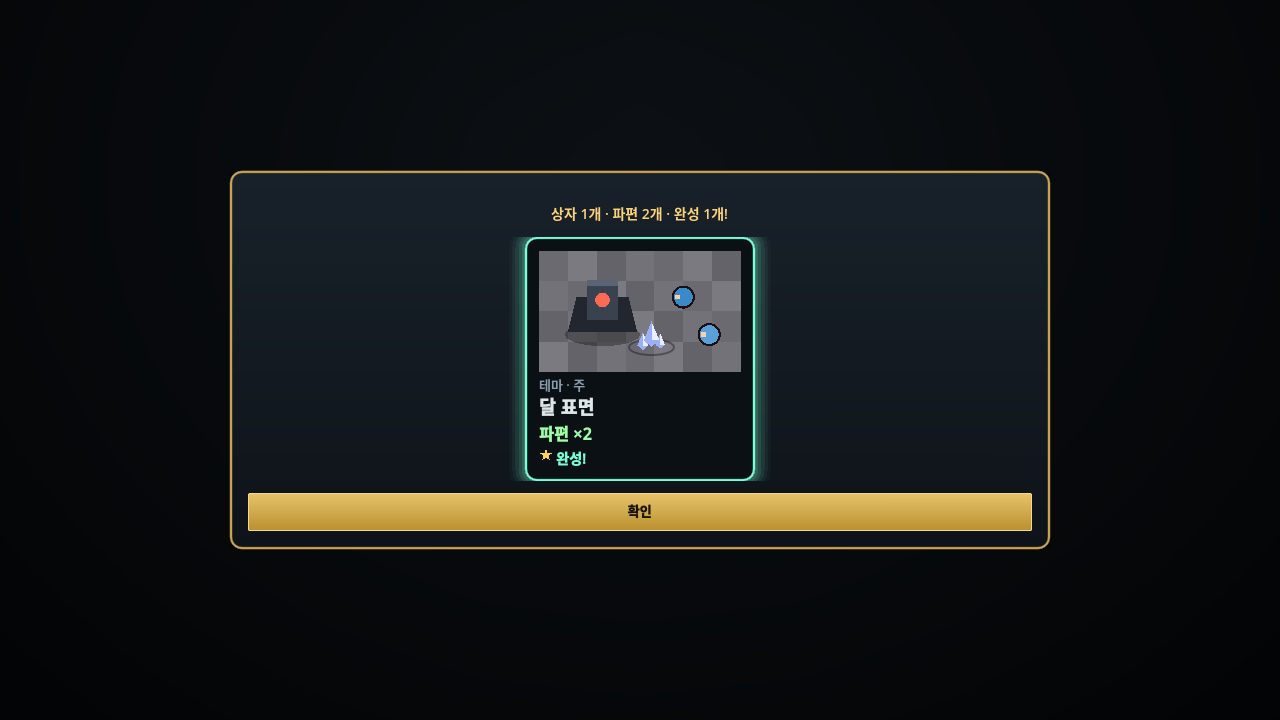 상자 1개 · 파편 2개 · 완성 1개!
테마 · 주
달 표면
파편 ×2
완성!
확인